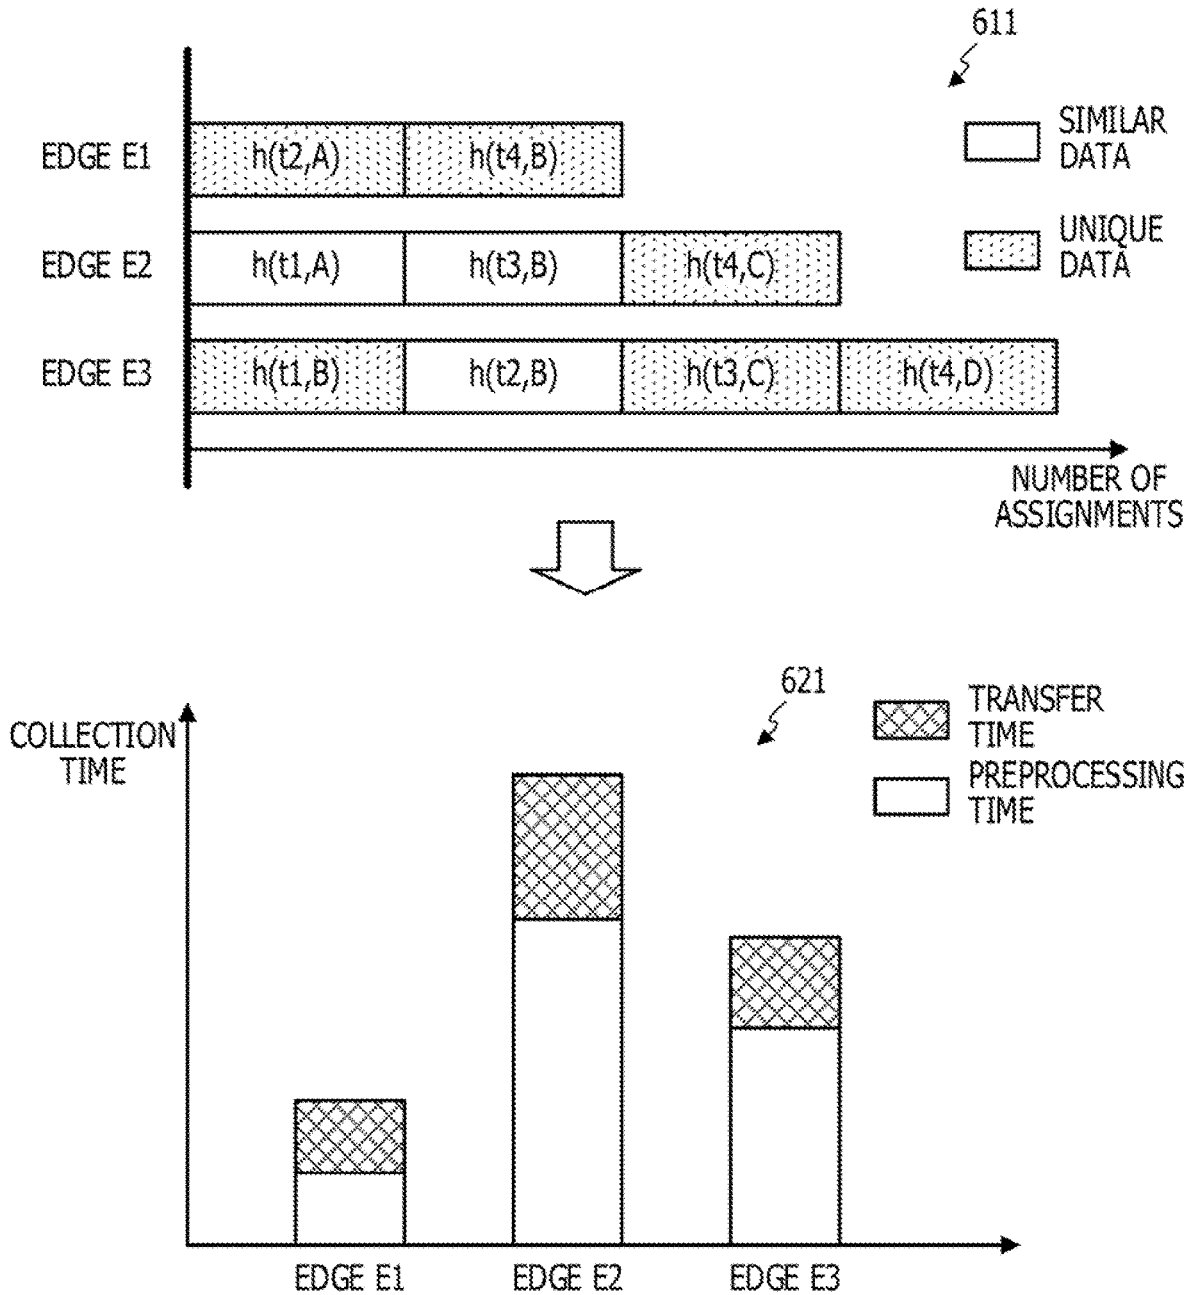 611
SIMILAR
DATA
UNIQUE
DATA
EDGE E1
h(t2,A)
h(t4,B)
EDGE E2
h(t1,A)
h(t3,B)
h(t4,C)
EDGE E3
h(t1,B)
h(t2,B)
h(t3,C)
h(t4,D)
NUMBER OF
ASSIGNMENTS
621
TRANSFER
TIME
PREPROCESSING
TIME
COLLECTION
TIME
EDGE E1
EDGE E2
EDGE E3